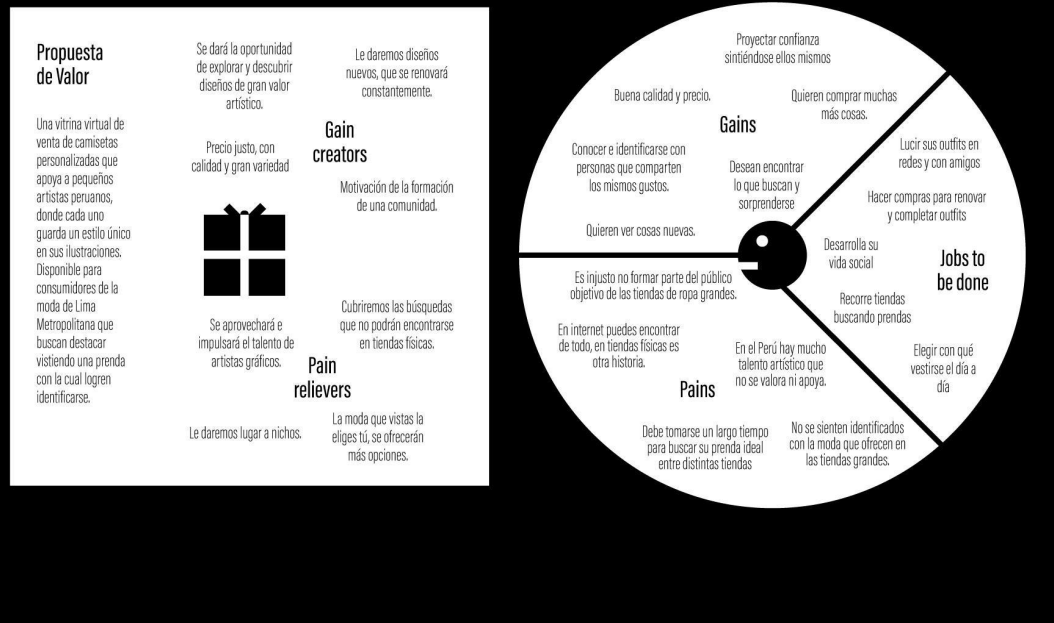 Propuesta
de Valor
Una vitrina virtual de
venta de camisetas
personalizadas que
apoya a pequeños
artistas peruanos,
donde cada uno
guarda un estilo único
en sus ilustraciones.
Disponible para
consumidores de la
moda de Lima
Metropolitana que
buscan destacar
vistiendo una prenda
con la cual logren
identificarse.
Se dará la oportunidad
de explorar y descubrir
diseños de gran valor
artístico.
Le daremos diseños
nuevos, que se renovará
constantemente.
Gain
creators
Precio justo, con
calidad y gran variedad
Motivación de la formación
de una comunidad.
Cubriremos las búsquedas
que no podrán encontrarse
en tiendas físicas.
Se aprovechará e
impulsará el talento de
artistas gráficos.
Pain
relievers
Le daremos lugar a nichos.
La moda que vistas la
eliges tú, se ofrecerán
más opciones.
Proyectar confianza
sintiéndose ellos mismos
Buena calidad y precio.
Quieren comprar muchas
más cosas.
Gains
Conocer e identificarse con
personas que comparten
los mismos gustos.
Desean encontrar
lo que buscan y
sorprenderse
Quieren ver cosas nuevas.
Lucir sus outfits en
redes y con amigos
Hacer compras para renovar
y completar outfits
Desarrolla su
vida social
Jobs to
be done
Recorre tiendas
buscando prendas
Elegir con qué
vestirse el día a
día
Es injusto no formar parte del público
objetivo de las tiendas de ropa grandes.
En internet puedes encontrar
de todo, en tiendas físicas es
otra historia.
En el Perú hay mucho
talento artístico que
no se valora ni apoya.
Pains
Debe tomarse un largo tiempo
para buscar su prenda ideal
entre distintas tiendas
No se sienten identificados
con la moda que ofrecen en
las tiendas grandes.